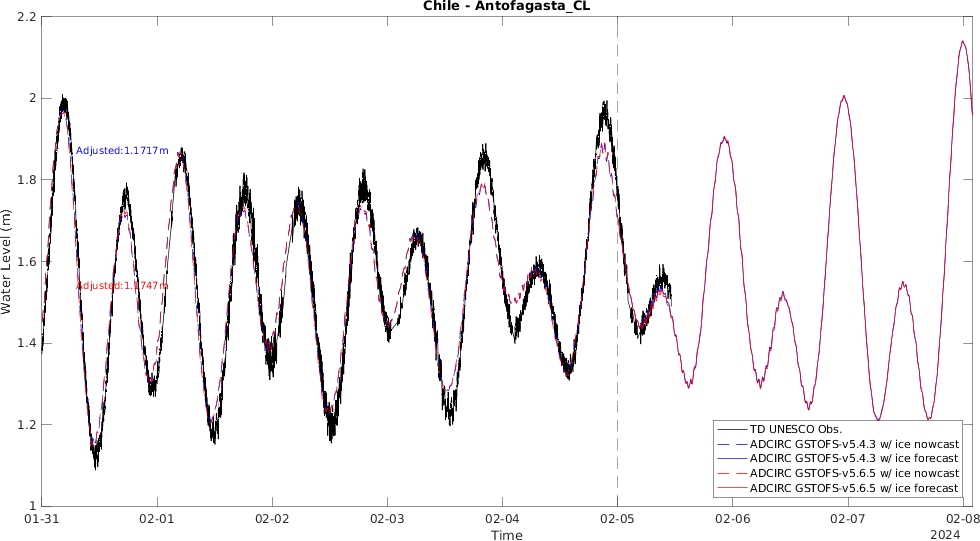 Chile - Antofagasta_CL
2.2
2
1.8
1.6
1.4
1.2
1
Water Level (m)
Adjusted:1.1717m
Adjusted:1.1747m
TD UNESCO Obs.
ADCIRC GSTOFS-v5.4.3 w/ ice nowcast
ADCIRC GSTOFS-v5.4.3 w/ ice forecast
ADCIRC GSTOFS-v5.6.5 w/ ice nowcast
ADCIRC GSTOFS-v5.6.5 w/ ice forecast
01-31 02-01 02-02 02-03 02-04 02-05 02-06 02-07 02-08
Time
2024